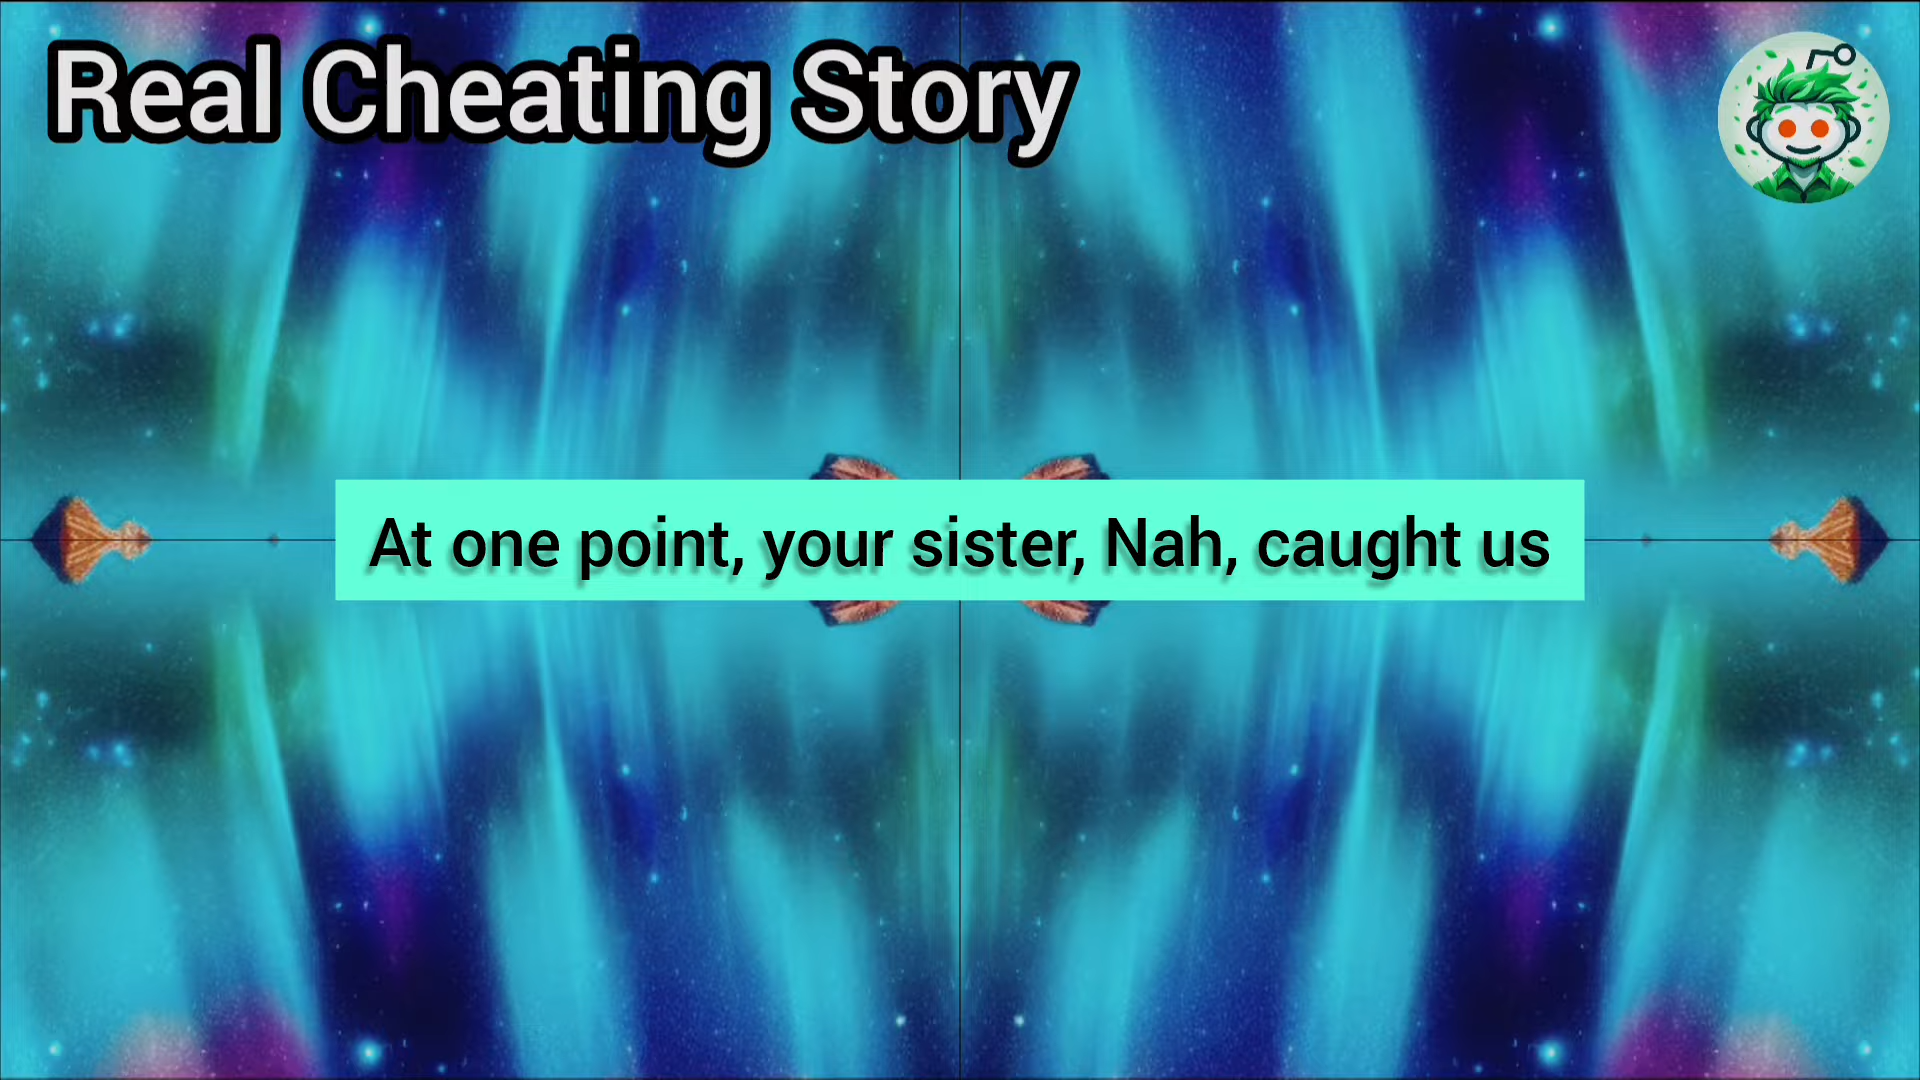 Real Cheating Story
At one point, your sister, Nah, caught us